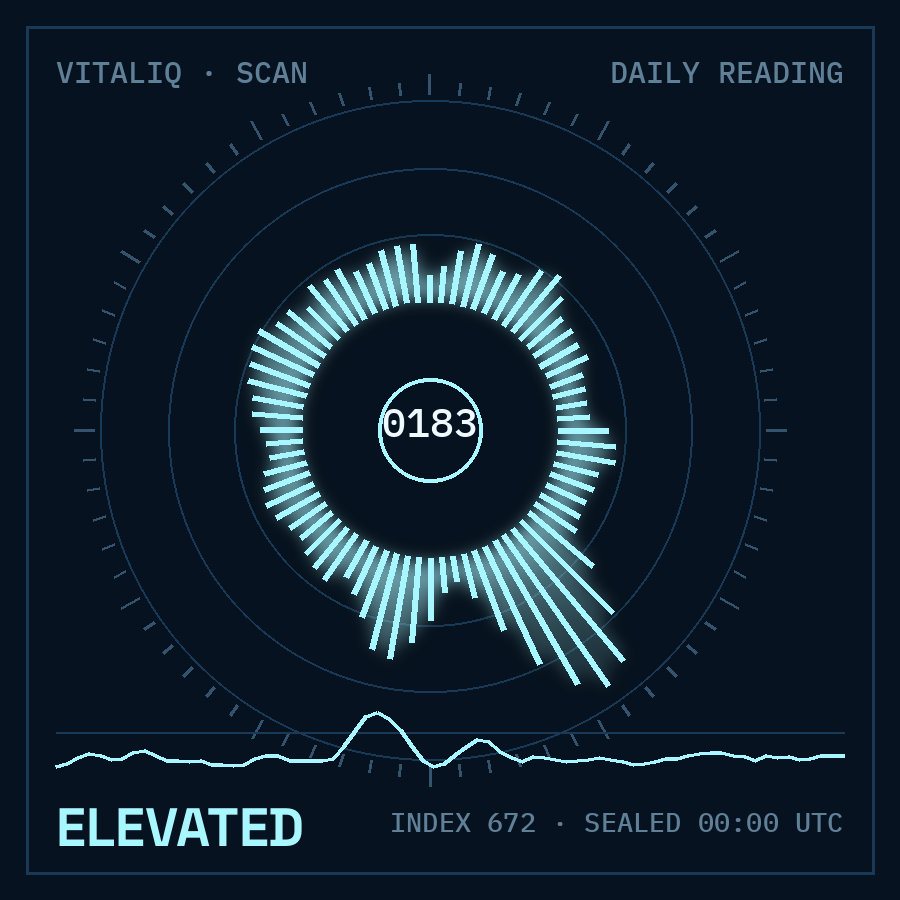 VITALIQ · SCAN
DAILY READING
0183
ELEVATED
INDEX 672 · SEALED 00:00 UTC